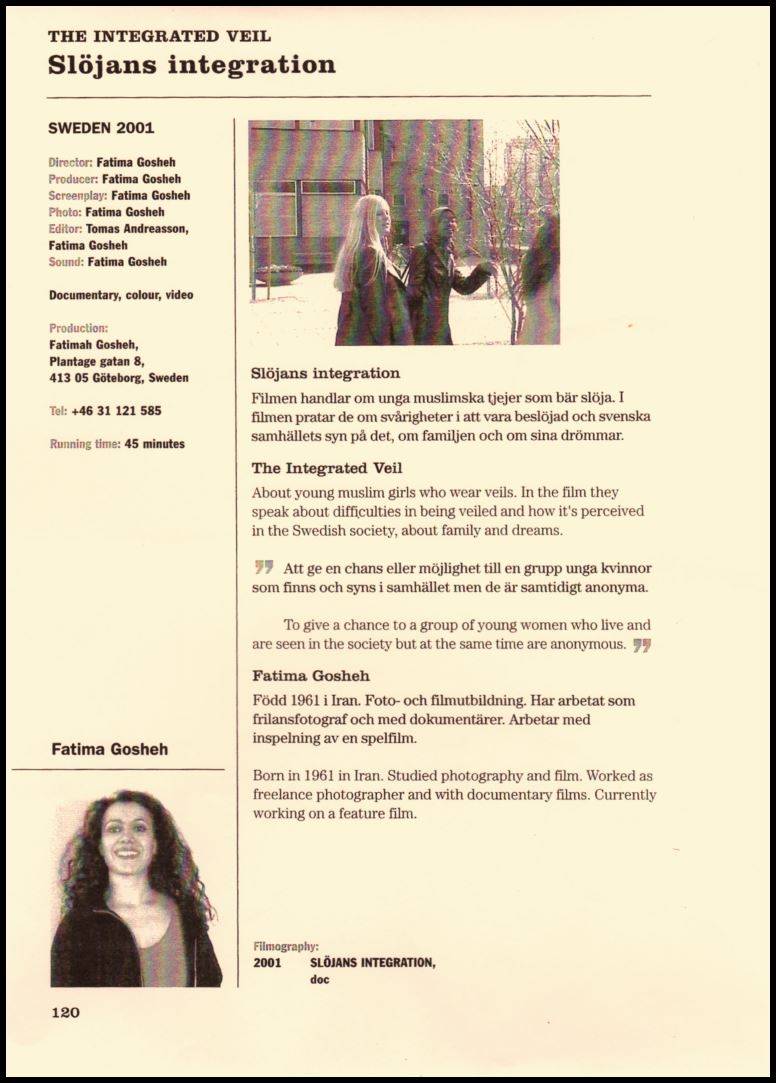 THE INTEGRATED VEIL
Slöjans integration
SWEDEN 2001
Director: Fatima Gosheh
Producer: Fatima Gosheh
Screenplay: Fatima Gosheh
Photo: Fatima Gosheh
Editor: Tomas Andreasson,
Fatima Gosheh
Sound: Fatima Gosheh
Documentary, colour, video
Production:
Fatimah Gosheh,
Plantage gatan 8,
413 05 Göteborg, Sweden
Tel: +46 31 121 585
Running time: 45 minutes
Slöjans integration
Filmen handlar om unga muslimska tjejer som bär slöja. I
filmen pratar de om svårigheter i att vara beslöjad och svenska
samhällets syn på det, om familjen och om sina drömmar.
The Integrated Veil
About young muslim girls who wear veils. In the film they
speak about difficulties in being veiled and how it's perceived
in the Swedish society, about family and dreams.
” Att ge en chans eller möjlighet till en grupp unga kvinnor
som finns och syns i samhället men de är samtidigt anonyma.
To give a chance to a group of young women who live and
are seen in the society but at the same time are anonymous. ”
Fatima Gosheh
Född 1961 i Iran. Foto- och filmutbildning. Har arbetat som
frilansfotograf och med dokumentärer. Arbetar med
inspelning av en spelfilm.
Born in 1961 in Iran. Studied photography and film. Worked as
freelance photographer and with documentary films. Currently
working on a feature film.
Fatima Gosheh
Filmography:
2001 SLÖJANS INTEGRATION,
doc
120